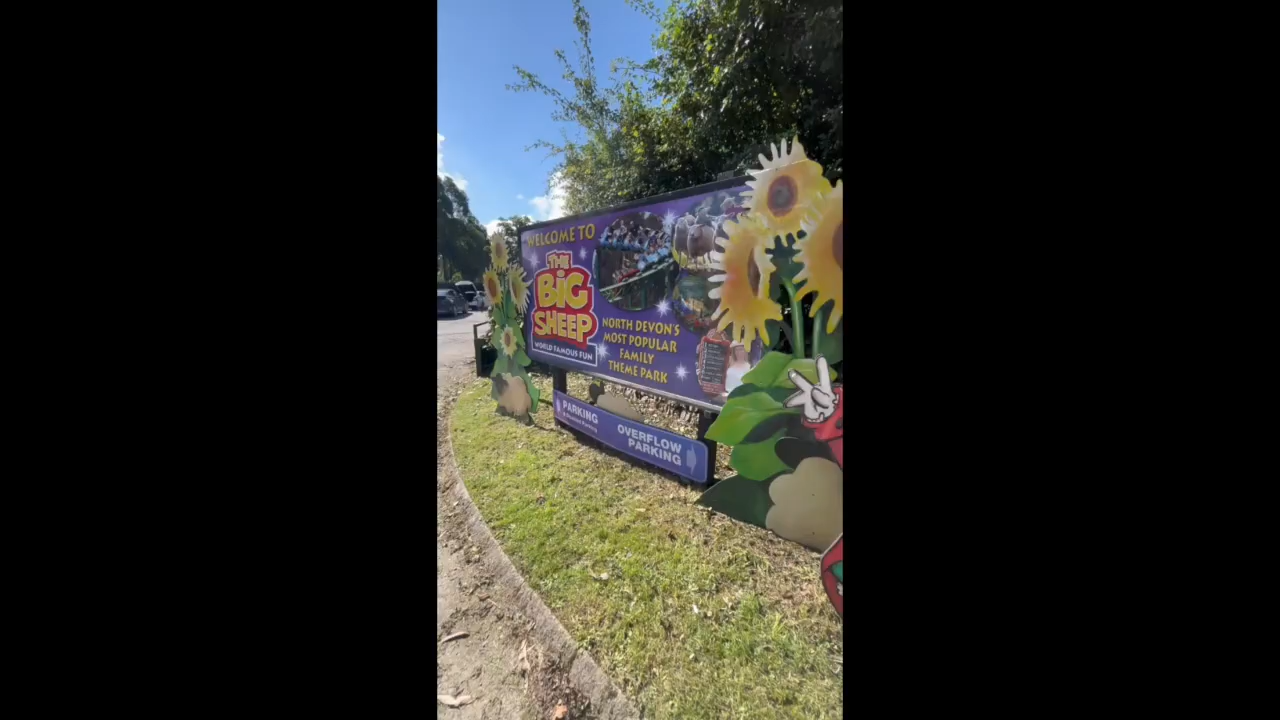 WELCOME TO
THE
BIG
SHEEP
WORLD FAMOUS FUN
NORTH DEVON'S
MOST POPULAR
FAMILY
THEME PARK
PARKING
OVERFLOW
PARKING